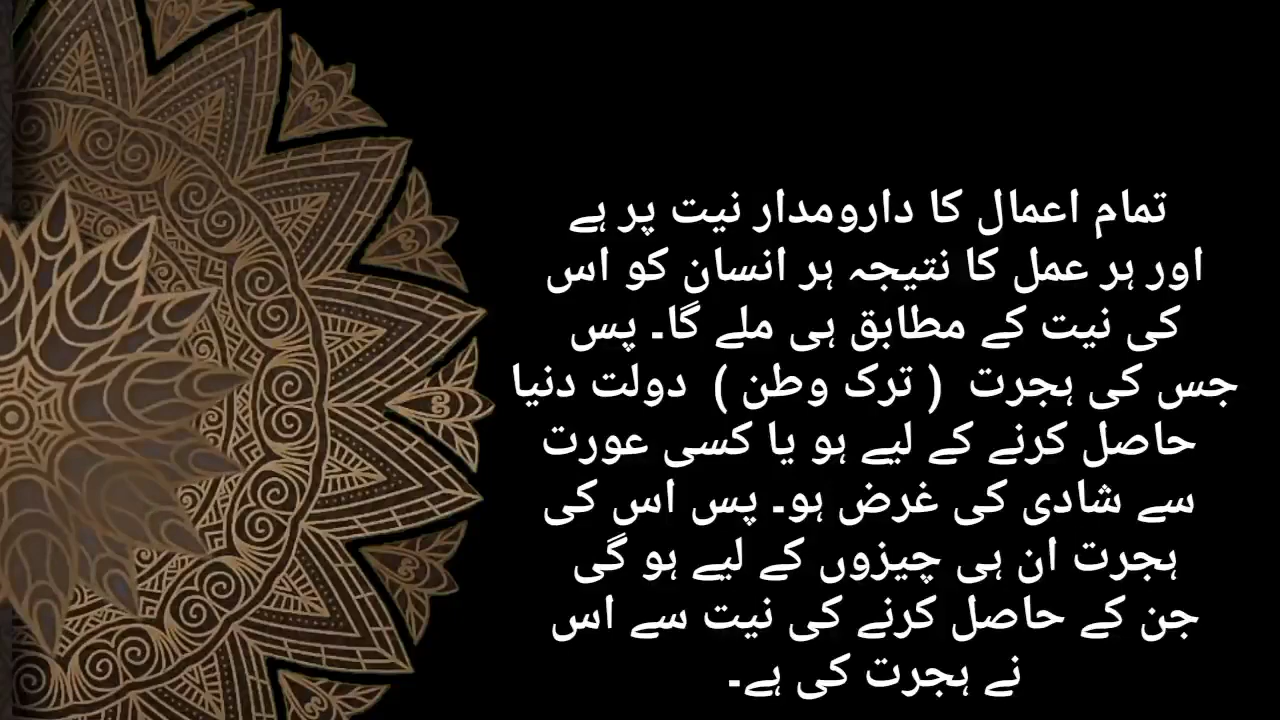 تمام اعمال کا دارومدار نیت پر ہے
اور ہر عمل کا نتیجہ ہر انسان کو اس
کی نیت کے مطابق ہی ملے گا۔ پس
جس کی ہجرت ( ترک وطن ) دولت دنیا
حاصل کرنے کے لیے ہو یا کسی عورت
سے شادی کی غرض ہو۔ پس اس کی
ہجرت ان ہی چیزوں کے لیے ہو گی
جن کے حاصل کرنے کی نیت سے اس
نے ہجرت کی ہے۔